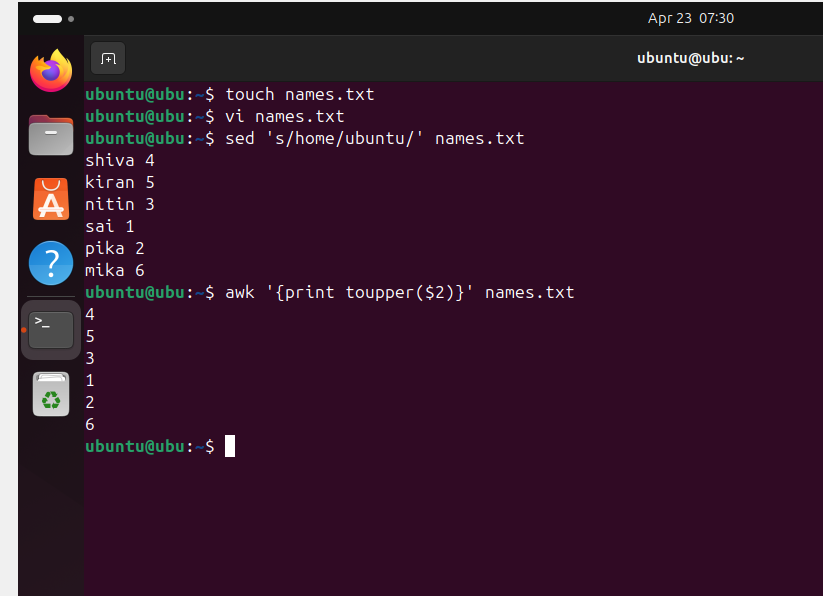 Apr 23 07:30
ubuntu@ubu: ~
ubuntu@ubu:~$ touch names.txt
ubuntu@ubu:~$ vi names.txt
ubuntu@ubu:~$ sed 's/home/ubuntu/' names.txt
shiva 4
kiran 5
nitin 3
sai 1
pika 2
mika 6
ubuntu@ubu:~$ awk '{print toupper($2)}' names.txt
4
5
3
1
2
6
ubuntu@ubu:~$